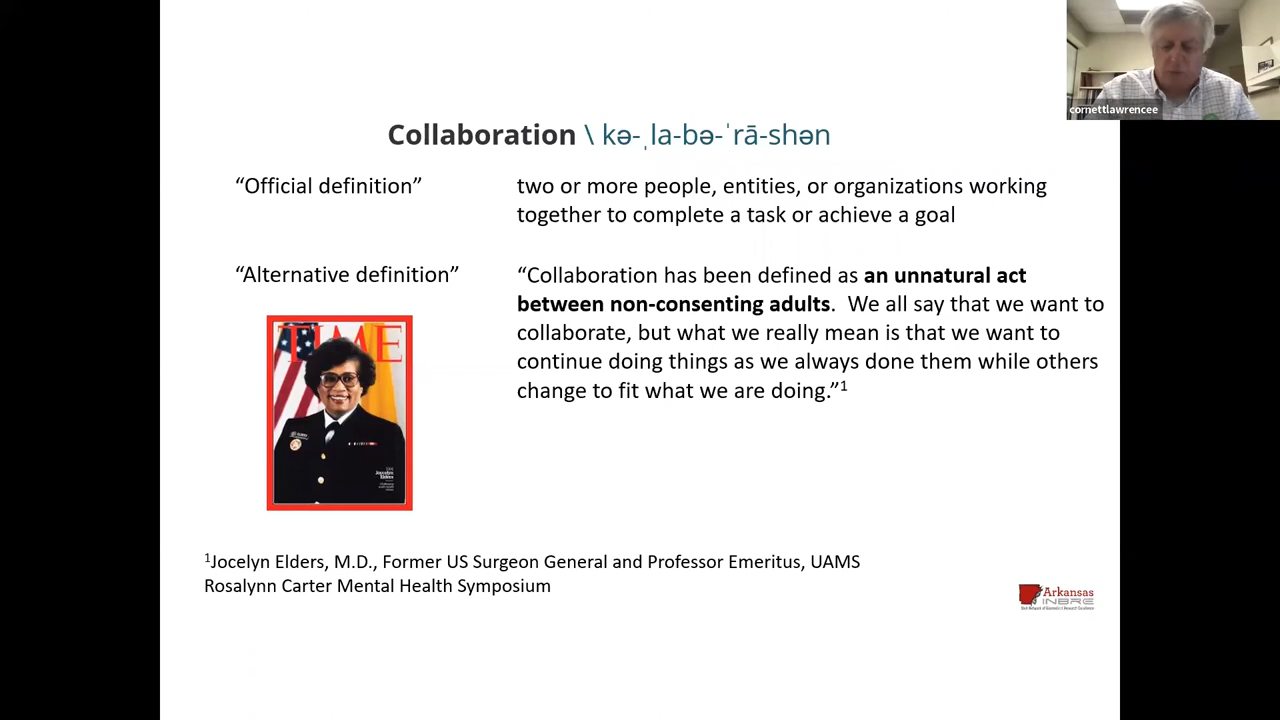 cornettlawrencee
Collaboration \ kə-ˌla-bə-ˈrā-shən
“Official definition”
two or more people, entities, or organizations working
together to complete a task or achieve a goal
“Alternative definition”
“Collaboration has been defined as an unnatural act
between non-consenting adults.  We all say that we want to
collaborate, but what we really mean is that we want to
continue doing things as we always done them while others
change to fit what we are doing.”¹
TIME
Jocelyn
Elders
¹Jocelyn Elders, M.D., Former US Surgeon General and Professor Emeritus, UAMS
Rosalynn Carter Mental Health Symposium
Arkansas
INBRE